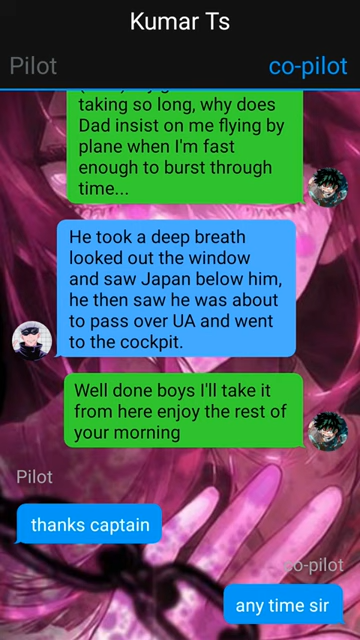 Kumar Ts
Pilot
co-pilot
taking so long, why does
Dad insist on me flying by
plane when I'm fast
enough to burst through
time...
He took a deep breath
looked out the window
and saw Japan below him,
he then saw he was about
to pass over UA and went
to the cockpit.
Well done boys I'll take it
from here enjoy the rest of
your morning
Pilot
thanks captain
co-pilot
any time sir